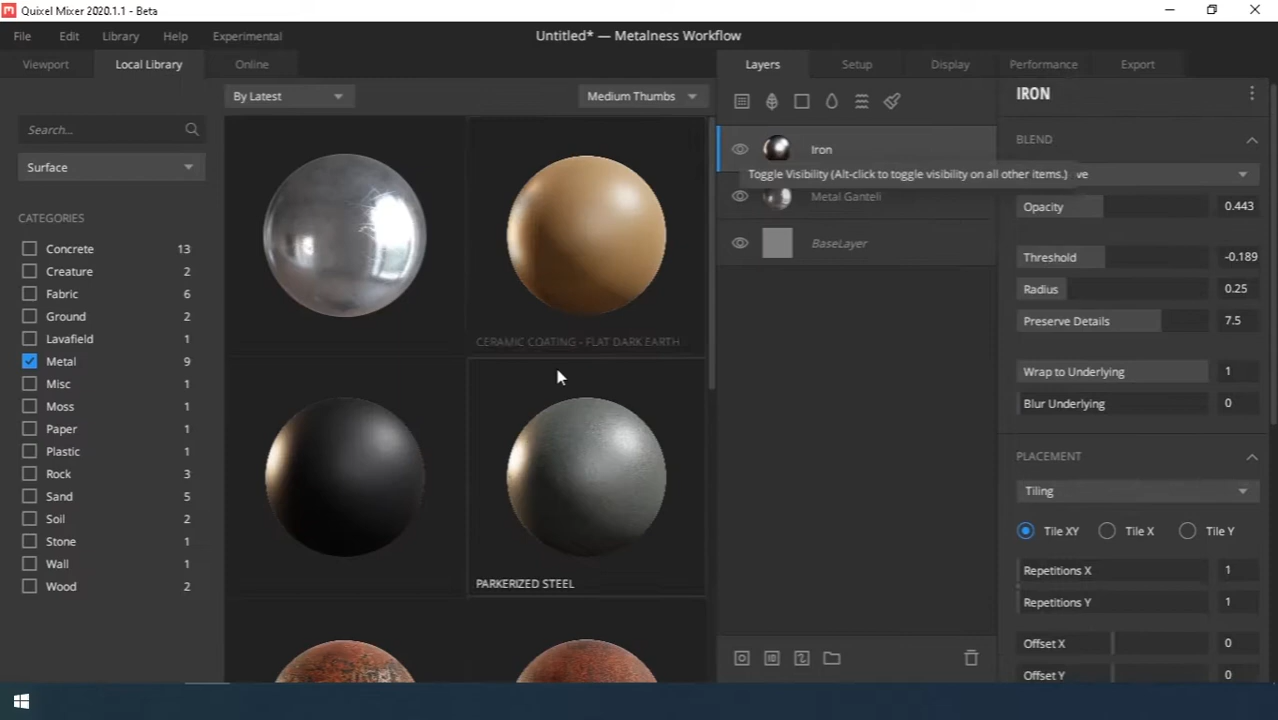 Quixel Mixer 2020.1.1 - Beta
File Edit Library Help Experimental
Untitled* — Metalness Workflow
Viewport Local Library Online
Layers Setup Display Performance Export
By Latest
Medium Thumbs
Search...
Surface
CATEGORIES
Concrete 13
Creature 2
Fabric 6
Ground 2
Lavafield 1
Metal 9
Misc 1
Moss 1
Paper 1
Plastic 1
Rock 3
Sand 5
Soil 2
Stone 1
Wall 1
Wood 2
CERAMIC COATING - FLAT DARK EARTH
PARKERIZED STEEL
Iron
Toggle Visibility (Alt-click to toggle visibility on all other items.)
Metal Ganteli
BaseLayer
IRON
BLEND
ve
Opacity 0.443
Threshold -0.189
Radius 0.25
Preserve Details 7.5
Wrap to Underlying 1
Blur Underlying 0
PLACEMENT
Tiling
Tile XY Tile X Tile Y
Repetitions X 1
Repetitions Y 1
Offset X 0
Offset Y 0